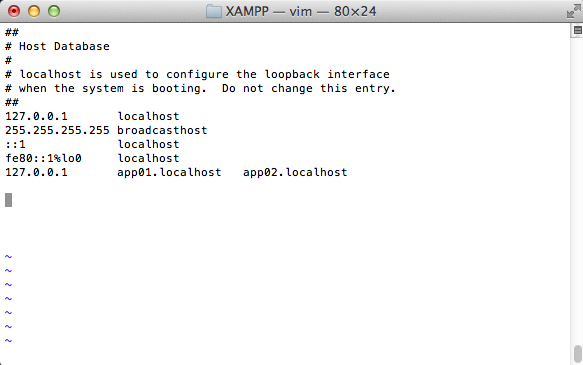 XAMPP — vim — 80×24
##
# Host Database
#
# localhost is used to configure the loopback interface
# when the system is booting.  Do not change this entry.
##
127.0.0.1       localhost
255.255.255.255 broadcasthost
::1             localhost
fe80::1%lo0     localhost
127.0.0.1       app01.localhost   app02.localhost
~
~
~
~
~
~
~